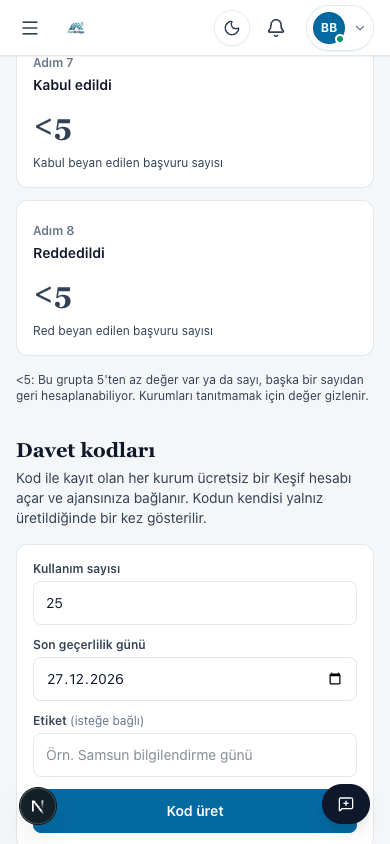 BB
Adım 7
Kabul edildi
<5
Kabul beyan edilen başvuru sayısı
Adım 8
Reddedildi
<5
Red beyan edilen başvuru sayısı
<5: Bu grupta 5'ten az değer var ya da sayı, başka bir sayıdan
geri hesaplanabiliyor. Kurumları tanıtmamak için değer gizlenir.
Davet kodları
Kod ile kayıt olan her kurum ücretsiz bir Keşif hesabı
açar ve ajansınıza bağlanır. Kodun kendisi yalnız
üretildiğinde bir kez gösterilir.
Kullanım sayısı
25
Son geçerlilik günü
27.12.2026
Etiket (isteğe bağlı)
Örn. Samsun bilgilendirme günü
N
Kod üret